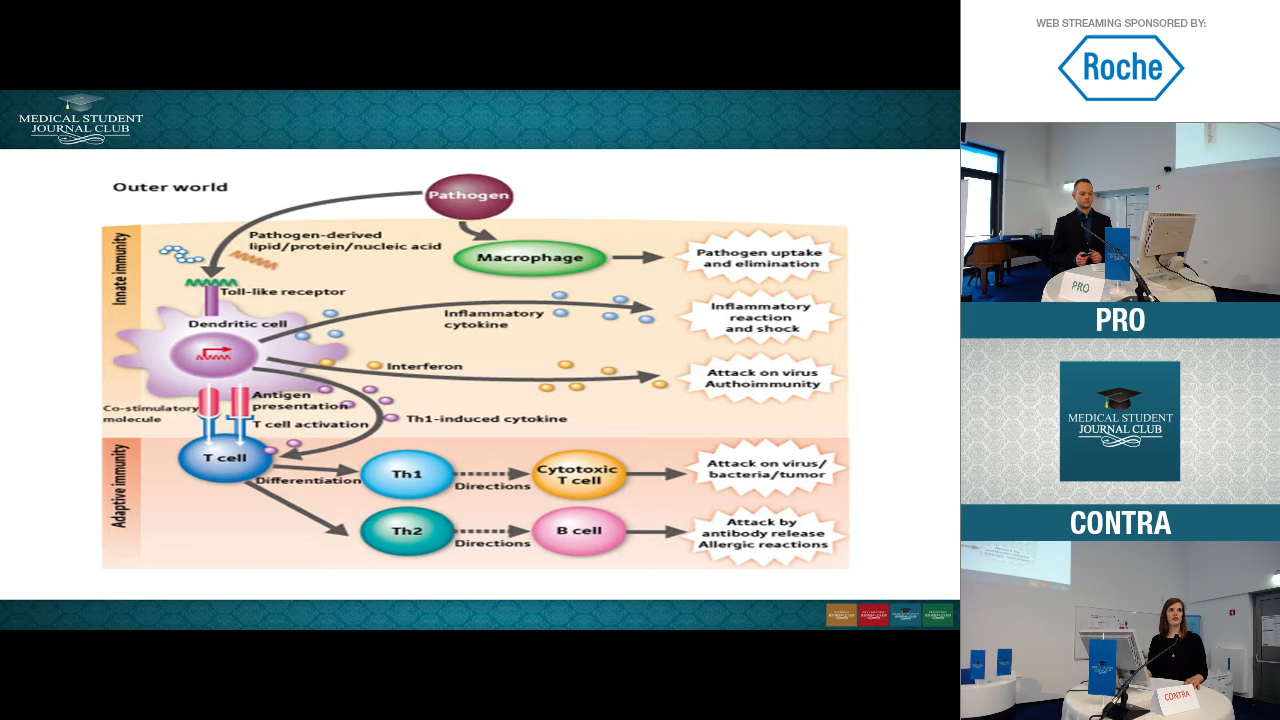 WEB STREAMING SPONSORED BY:
Roche
MEDICAL STUDENT
JOURNAL CLUB
Outer world
Pathogen
Innate immunity
Pathogen-derived
lipid/protein/nucleic acid
Macrophage
Pathogen uptake
and elimination
Toll-like receptor
Dendritic cell
Inflammatory
cytokine
Inflammatory
reaction
and shock
Interferon
Attack on virus
Authoimmunity
Antigen
presentation
Co-stimulatory
molecule
T cell activation
Th1-induced cytokine
Adaptive immunity
T cell
Differentiation
Th1
Directions
Cytotoxic
T cell
Attack on virus/
bacteria/tumor
Th2
Directions
B cell
Attack by
antibody release
Allergic reactions
PRO
PRO
MEDICAL STUDENT
JOURNAL CLUB
CONTRA
CONTRA